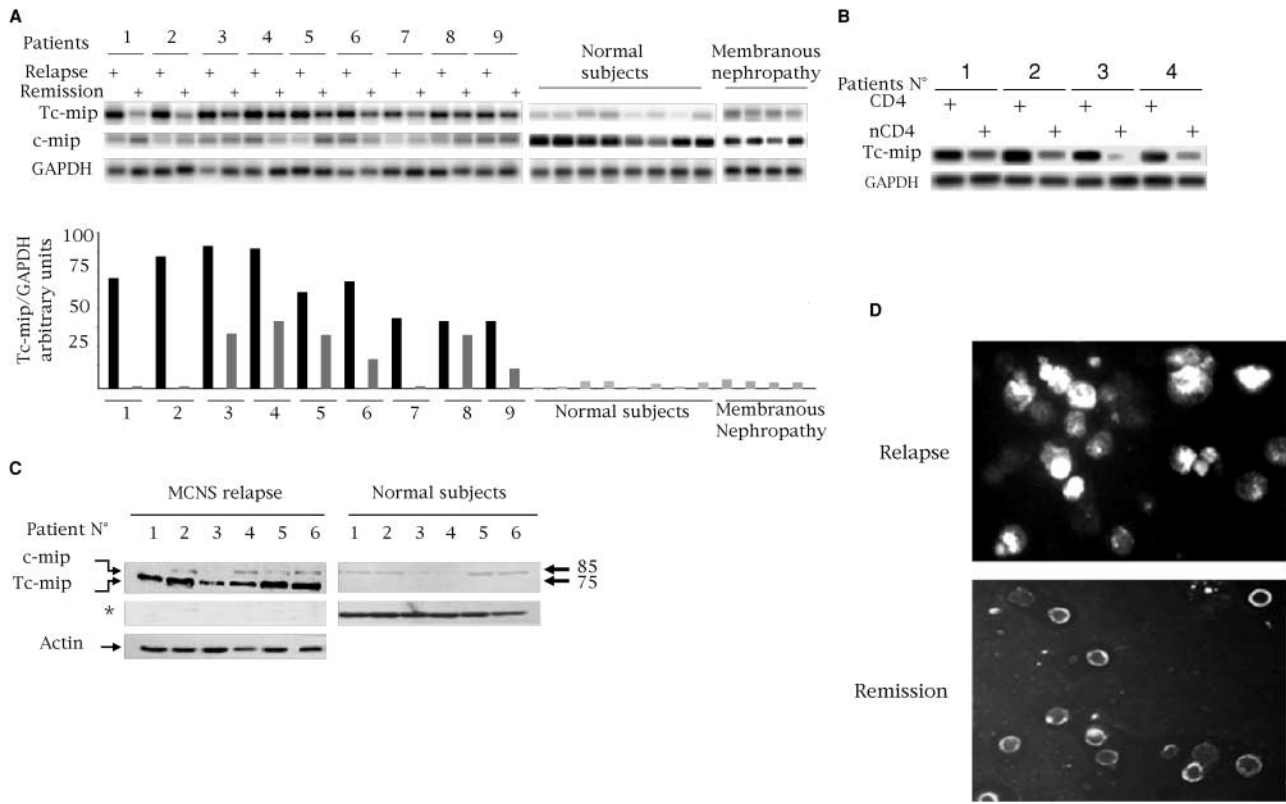 A
Patients 1 2 3 4 5 6 7 8 9
Normal subjects
Membranous nephropathy
Relapse + + + + + + + + +
Remission + + + + + + + + +
Tc-mip
c-mip
GAPDH
Tc-mip/GAPDH
arbitrary units
100
75
50
25
1 2 3 4 5 6 7 8 9 Normal subjects Membranous
Nephropathy
B
Patients N° 1 2 3 4
CD4 + + + +
nCD4 + + + +
Tc-mip
GAPDH
C
MCNS relapse Normal subjects
Patient N° 1 2 3 4 5 6 1 2 3 4 5 6
c-mip 85
Tc-mip 75
*
Actin
D
Relapse
Remission